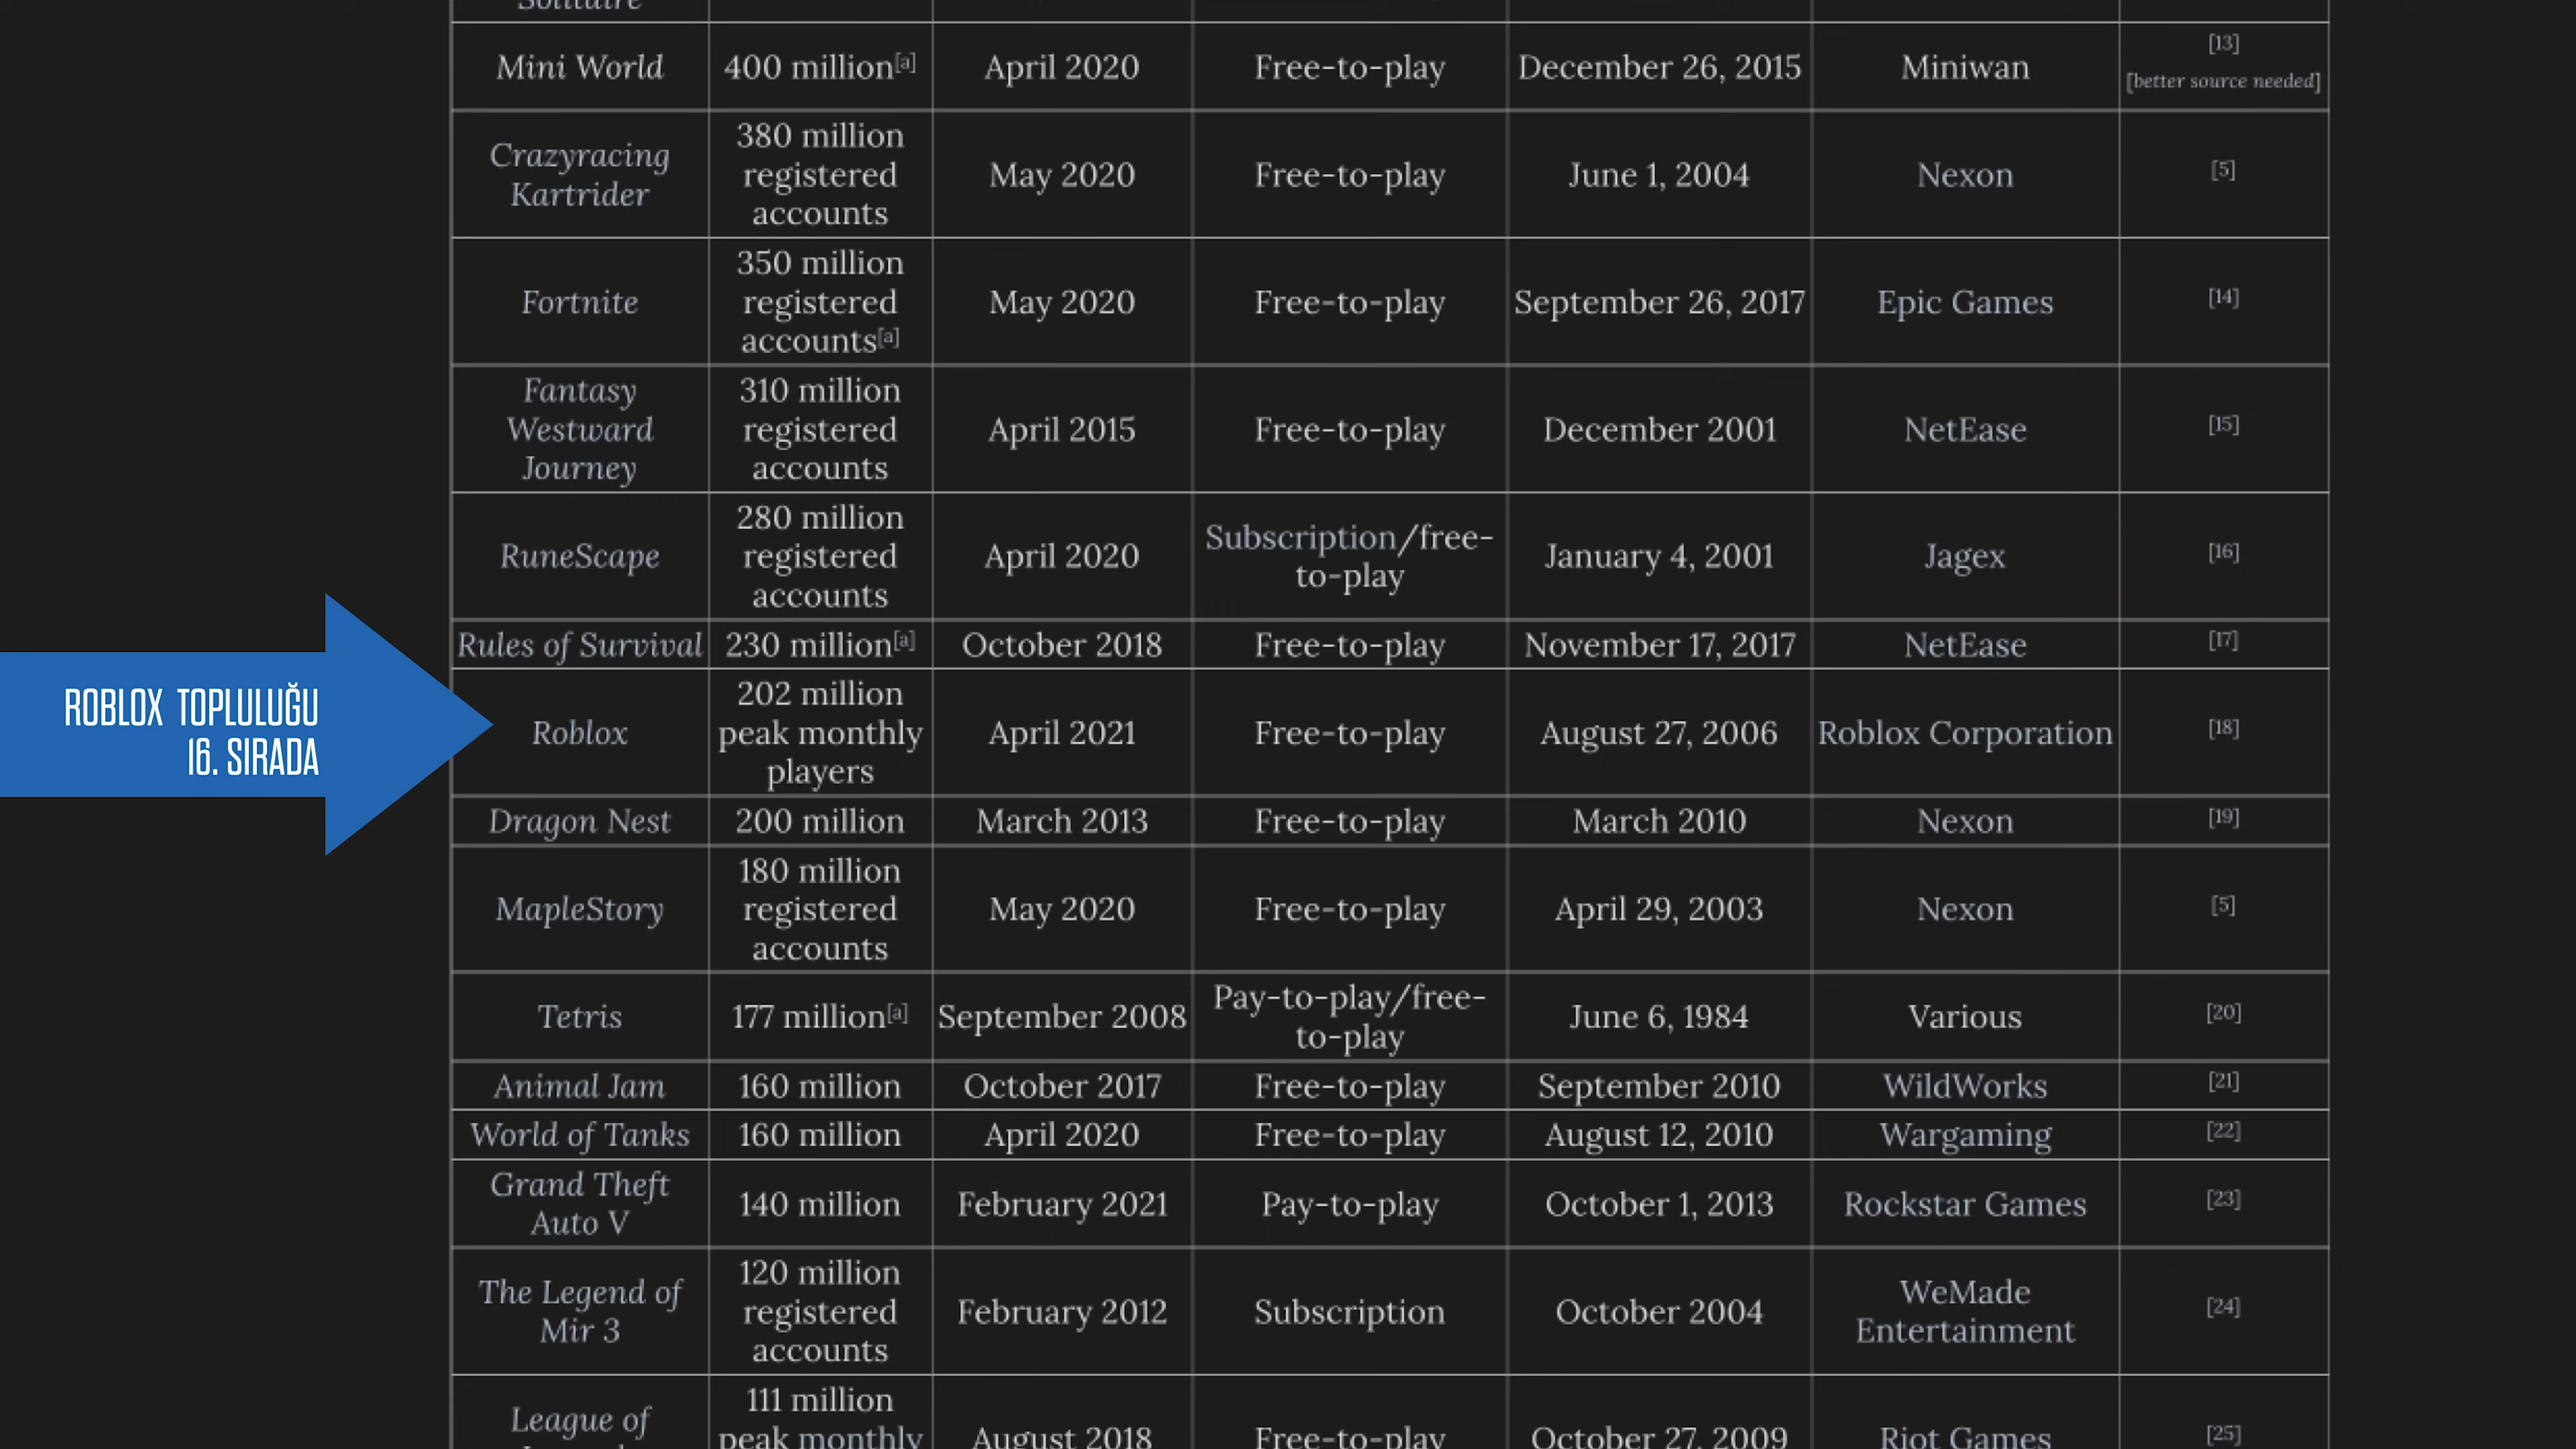 Solitaire
Mini World 400 million[a] April 2020 Free-to-play December 26, 2015 Miniwan [13]
[better source needed]
Crazyracing Kartrider 380 million registered accounts May 2020 Free-to-play June 1, 2004 Nexon [5]
Fortnite 350 million registered accounts[a] May 2020 Free-to-play September 26, 2017 Epic Games [14]
Fantasy Westward Journey 310 million registered accounts April 2015 Free-to-play December 2001 NetEase [15]
RuneScape 280 million registered accounts April 2020 Subscription/free-to-play January 4, 2001 Jagex [16]
Rules of Survival 230 million[a] October 2018 Free-to-play November 17, 2017 NetEase [17]
ROBLOX TOPLULUĞU
16. SIRADA
Roblox 202 million peak monthly players April 2021 Free-to-play August 27, 2006 Roblox Corporation [18]
Dragon Nest 200 million March 2013 Free-to-play March 2010 Nexon [19]
MapleStory 180 million registered accounts May 2020 Free-to-play April 29, 2003 Nexon [5]
Tetris 177 million[a] September 2008 Pay-to-play/free-to-play June 6, 1984 Various [20]
Animal Jam 160 million October 2017 Free-to-play September 2010 WildWorks [21]
World of Tanks 160 million April 2020 Free-to-play August 12, 2010 Wargaming [22]
Grand Theft Auto V 140 million February 2021 Pay-to-play October 1, 2013 Rockstar Games [23]
The Legend of Mir 3 120 million registered accounts February 2012 Subscription October 2004 WeMade Entertainment [24]
League of 111 million peak monthly August 2018 Free-to-play October 27, 2009 Riot Games [25]